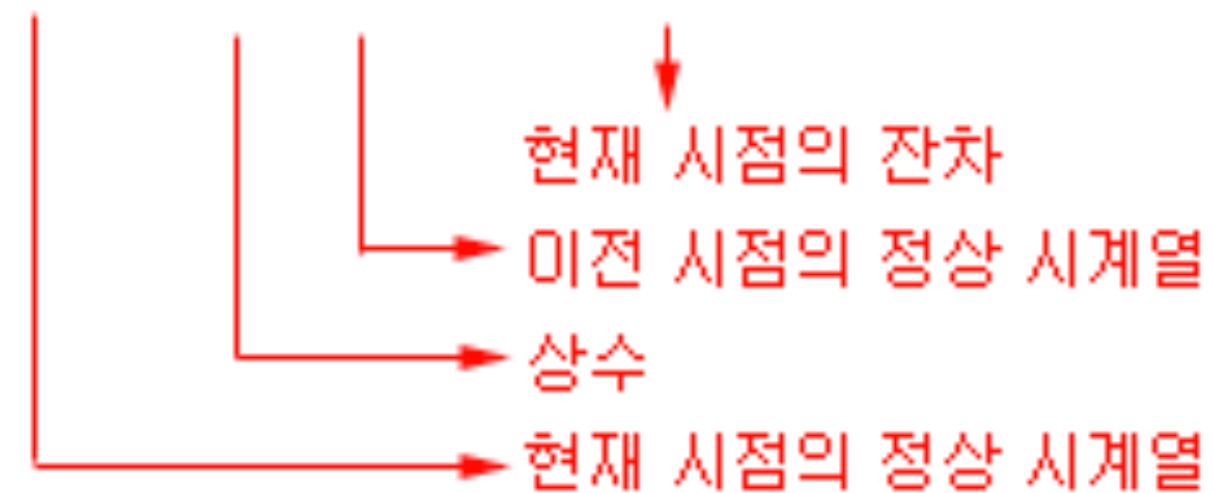 현재 시점의 잔차
이전 시점의 정상 시계열
상수
현재 시점의 정상 시계열